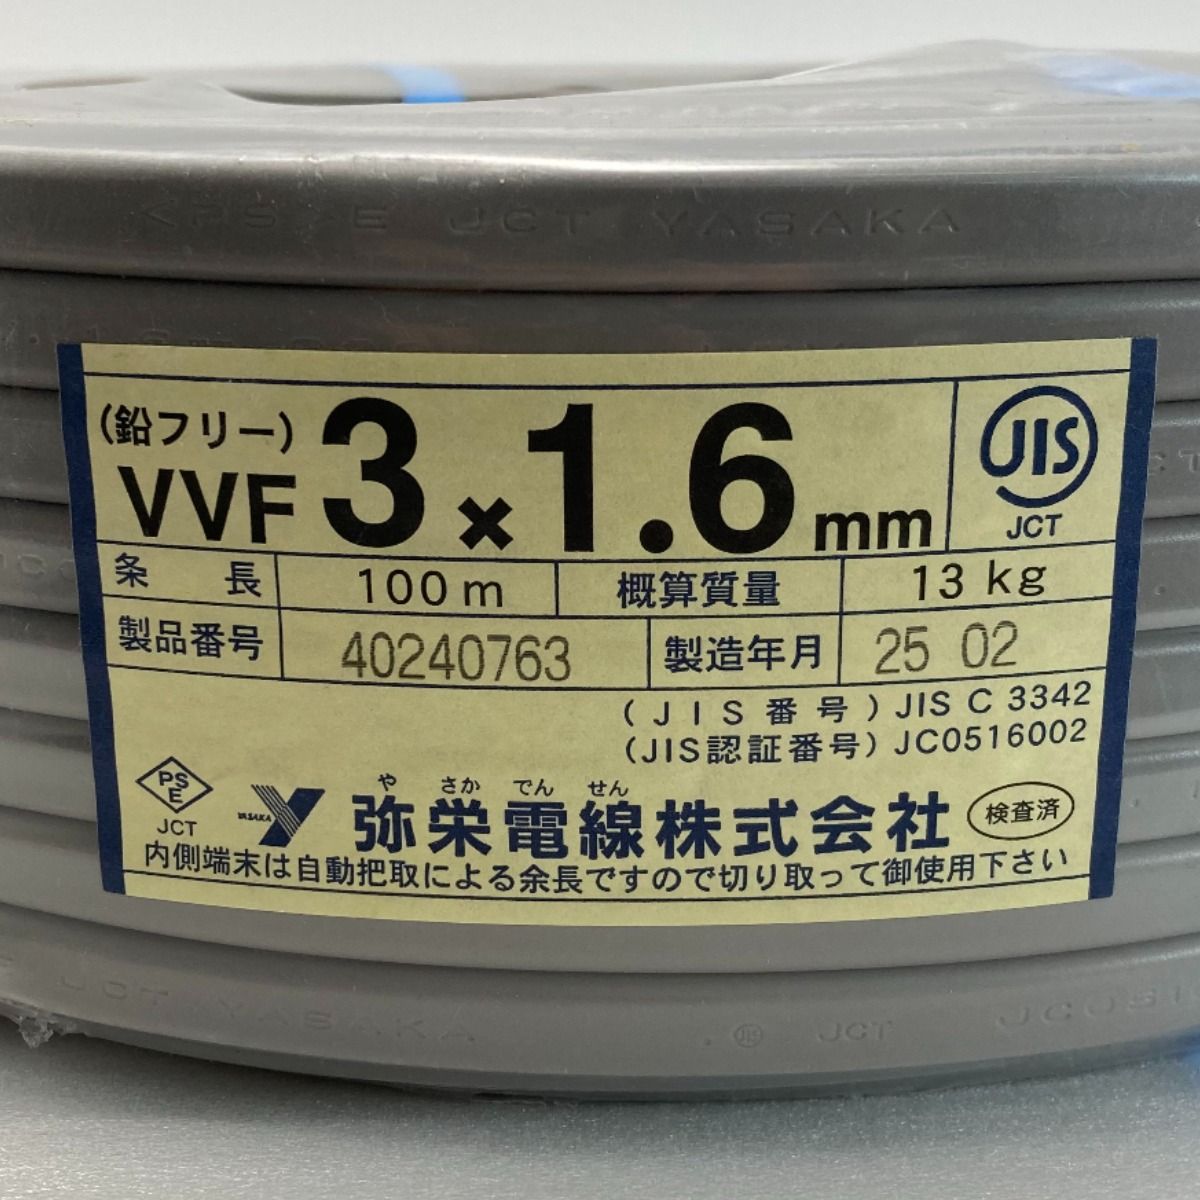 <PS>E JCT YASAKA
(鉛フリー)
VVF 3×1.6mm
JIS
JCT
条長 100m 概算質量 13kg
製品番号 40240763 製造年月 25 02
(JIS番号) JIS C 3342
(JIS認証番号) JC0516002
PS
E
JCT
YASAKA
や さか でん せん
弥栄電線株式会社
検査済
内側端末は自動把取による余長ですので切り取って御使用下さい
JCT YASAKA JIS JCT